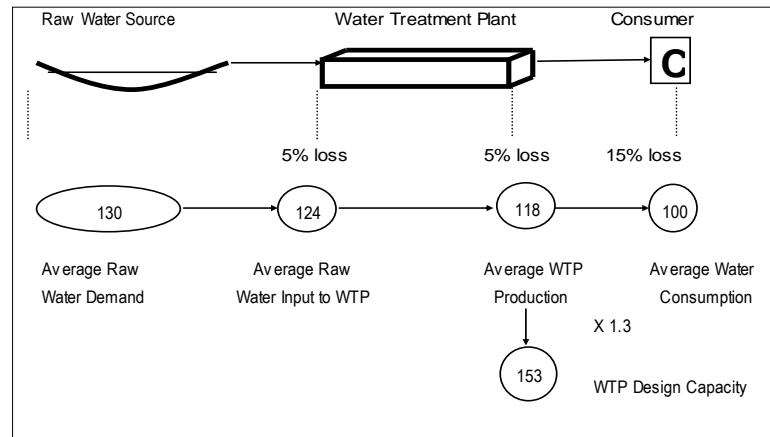 Raw Water Source
Water Treatment Plant
Consumer
C
5% loss
5% loss
15% loss
130
124
118
100
Average Raw
Water Demand
Average Raw
Water Input to WTP
Average WTP
Production
Average Water
Consumption
X 1.3
153
WTP Design Capacity